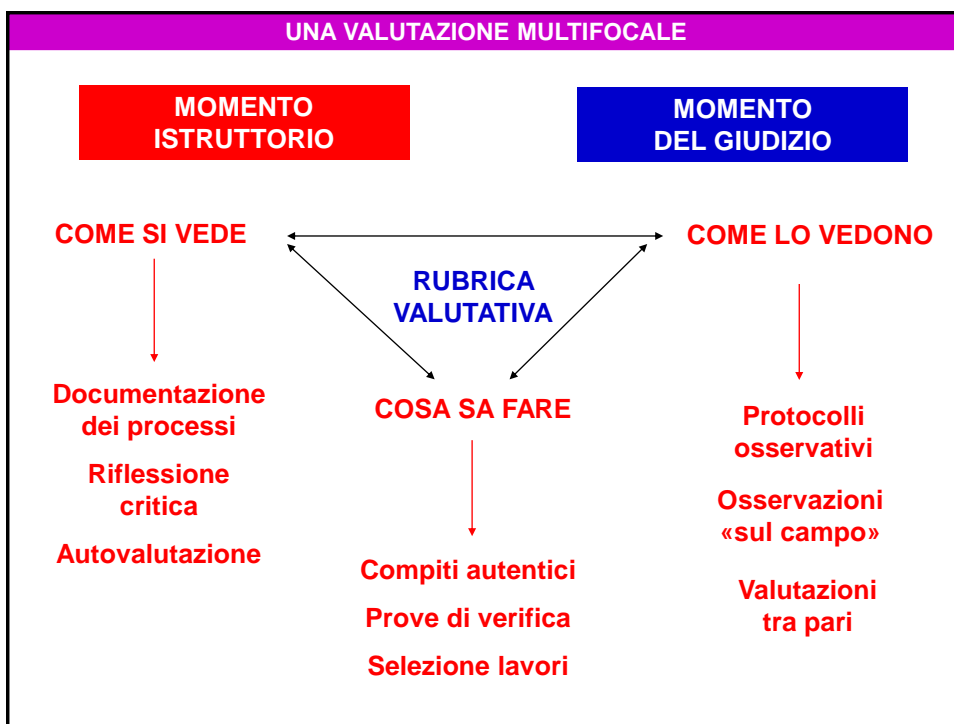 UNA VALUTAZIONE MULTIFOCALE
MOMENTO
ISTRUTTORIO
MOMENTO
DEL GIUDIZIO
COME SI VEDE
COME LO VEDONO
RUBRICA
VALUTATIVA
COSA SA FARE
Documentazione
dei processi
Riflessione
critica
Autovalutazione
Compiti autentici
Prove di verifica
Selezione lavori
Protocolli
osservativi
Osservazioni
«sul campo»
Valutazioni
tra pari